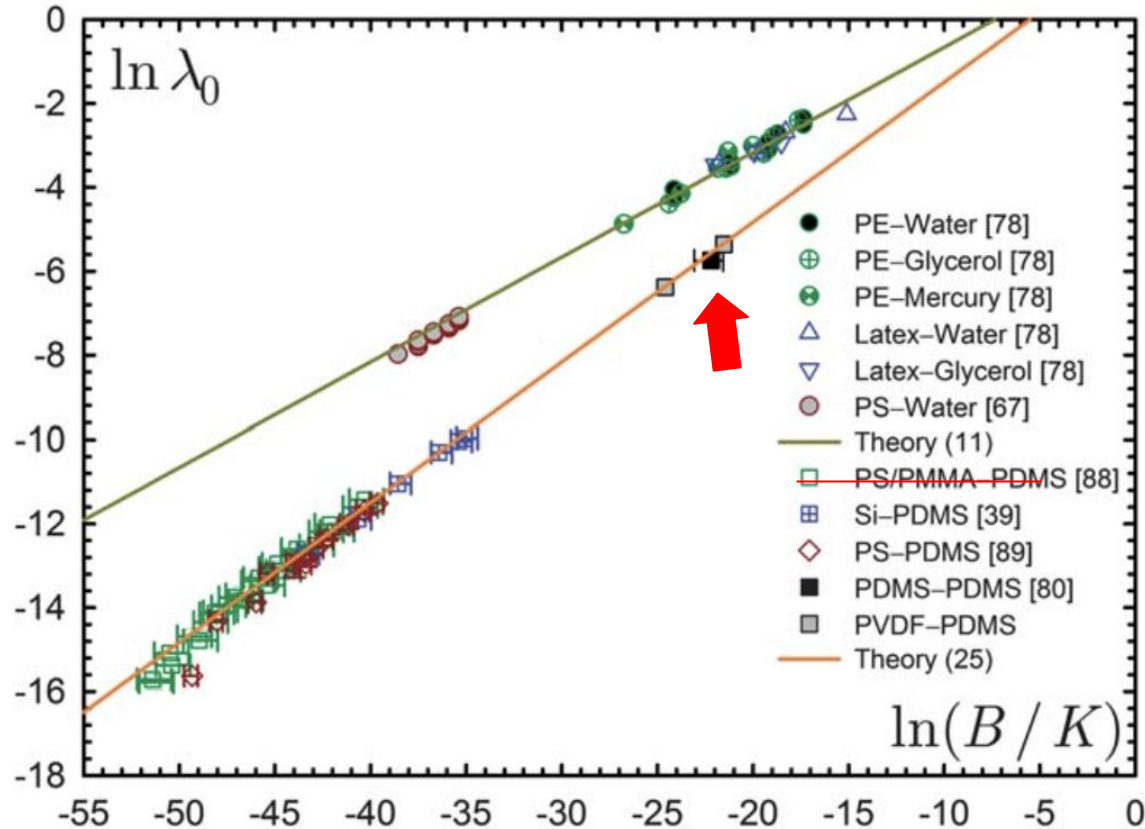 0
-2
-4
-6
-8
-10
-12
-14
-16
-18
ln λ₀
PE–Water [78]
PE–Glycerol [78]
PE–Mercury [78]
Latex–Water [78]
Latex–Glycerol [78]
PS–Water [67]
Theory (11)
PS/PMMA–PDMS [88]
Si–PDMS [39]
PS–PDMS [89]
PDMS–PDMS [80]
PVDF–PDMS
Theory (25)
ln(B / K)
-55 -50 -45 -40 -35 -30 -25 -20 -15 -10 -5 0